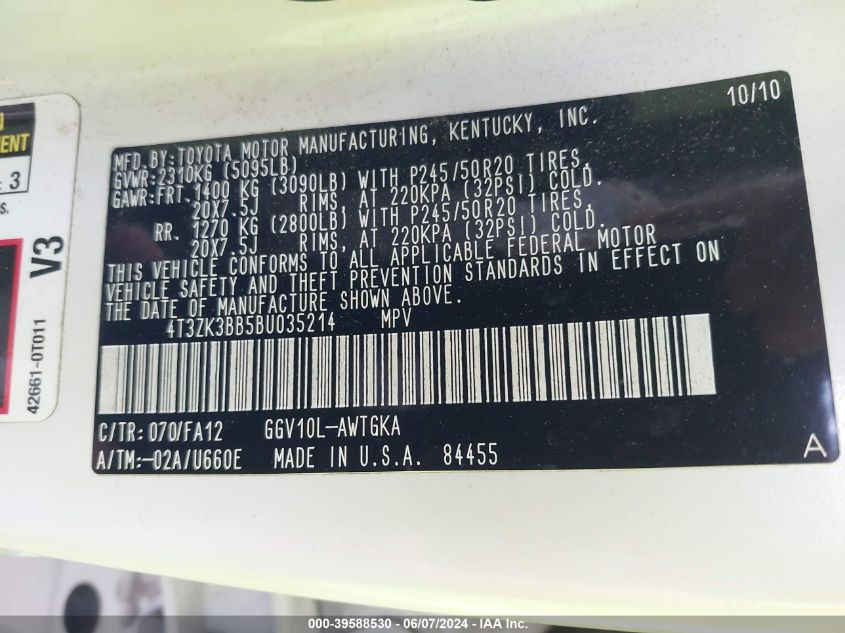 10/10
MFD.BY:TOYOTA MOTOR MANUFACTURING, KENTUCKY, INC.
GVWR:2310KG (5095LB)
GAWR:FRT.1400 KG (3090LB) WITH P245/50R20 TIRES,
20X7.5J RIMS, AT 220KPA (32PSI) COLD.
RR. 1270 KG (2800LB) WITH P245/50R20 TIRES,
20X7.5J RIMS, AT 220KPA (32PSI) COLD.
THIS VEHICLE CONFORMS TO ALL APPLICABLE FEDERAL MOTOR
VEHICLE SAFETY AND THEFT PREVENTION STANDARDS IN EFFECT ON
THE DATE OF MANUFACTURE SHOWN ABOVE.
4T3ZK3BB5BU035214 MPV
C/TR:070/FA12 GGV10L-AWTGKA
A/TM:-02A/U660E MADE IN U.S.A. 84455
A
3
V3
42661-0T011
000-39588530 - 06/07/2024 - IAA Inc.